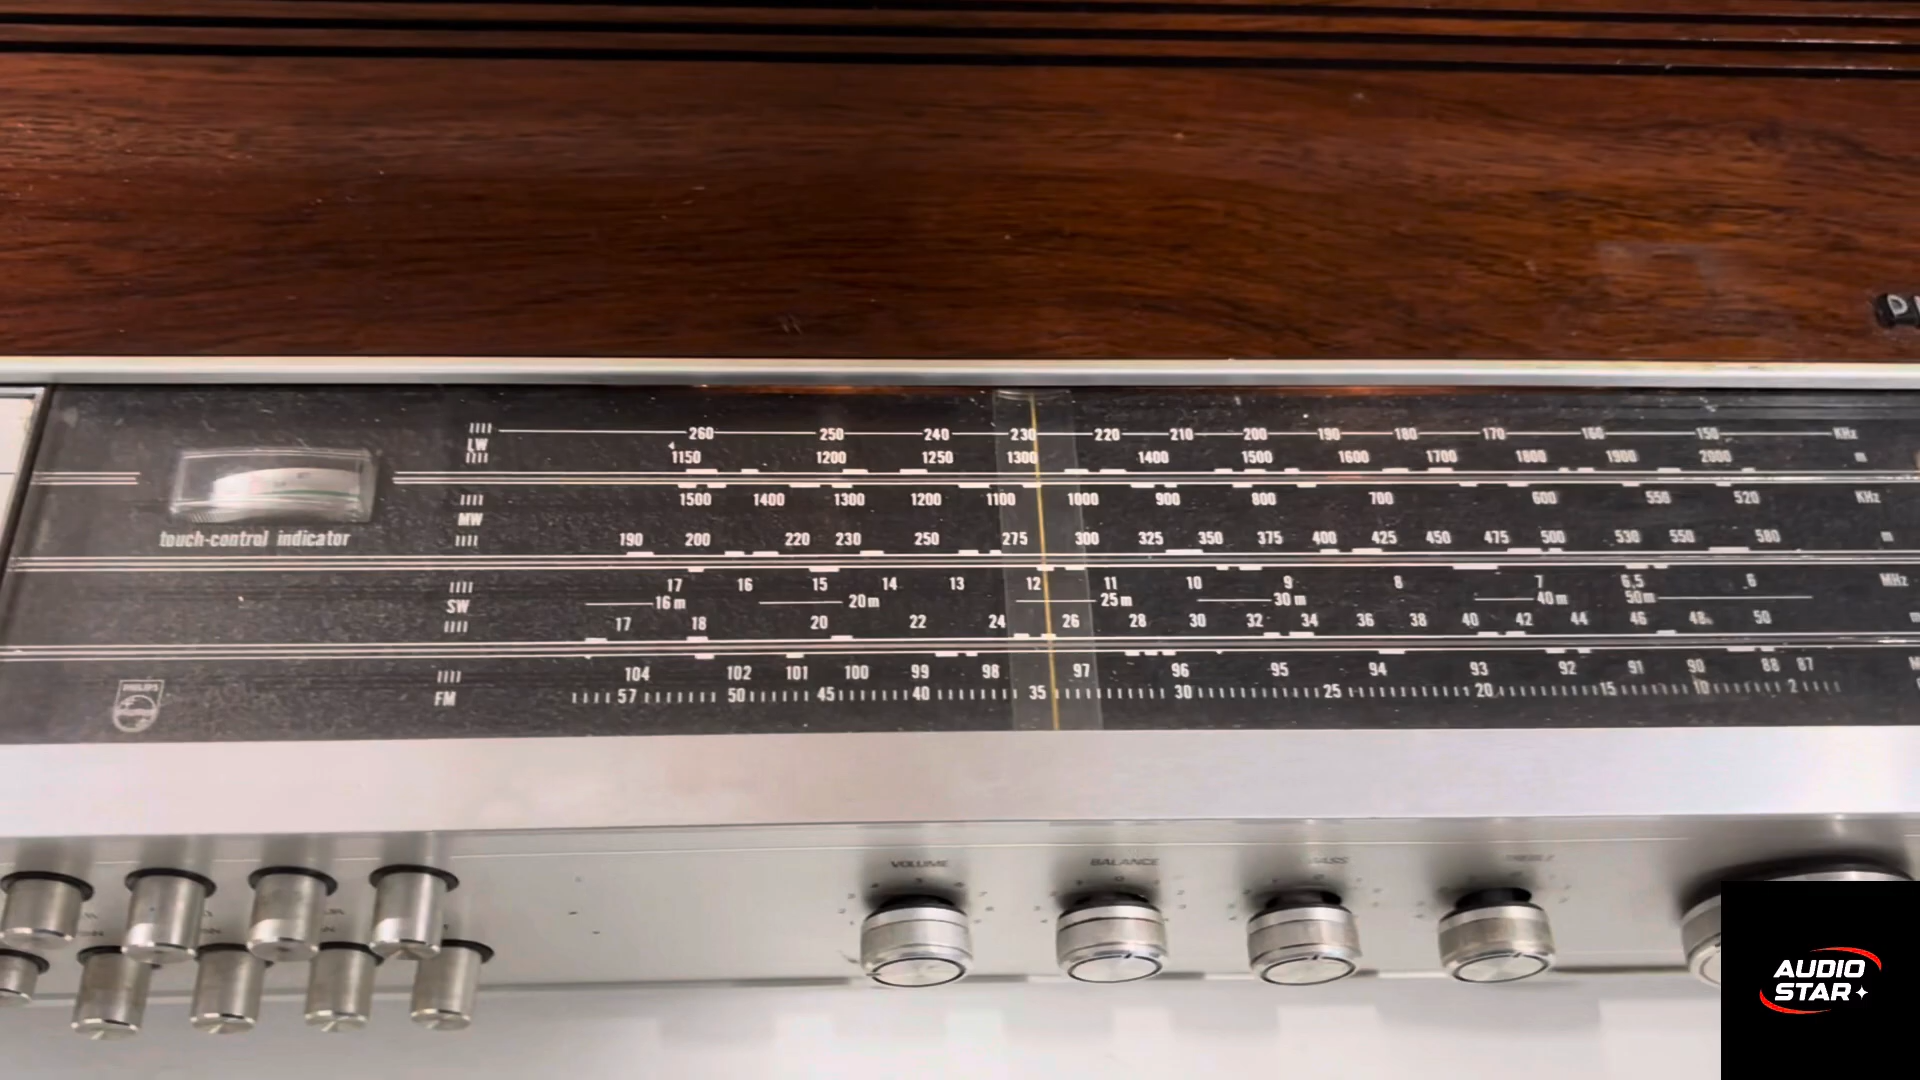 LW 260 250 240 230 220 210 200 190 180 170 160 150 KHz
1150 1200 1250 1300 1400 1500 1600 1700 1800 1900 2000 m
MW 1500 1400 1300 1200 1100 1000 900 800 700 600 550 520 KHz
touch-control indicator
190 200 220 230 250 275 300 325 350 375 400 425 450 475 500 530 550 580 m
17 16 15 14 13 12 11 10 9 8 7 6,5 6 MHz
SW 16m 20m 25m 30m 40m 50m
17 18 20 22 24 26 28 30 32 34 36 38 40 42 44 46 48 50
PHILIPS
104 102 101 100 99 98 97 96 95 94 93 92 91 90 88 87
FM 57 50 45 40 35 30 25 20 15 10 2
VOLUME BALANCE BASS TREBLE
AUDIO
STAR